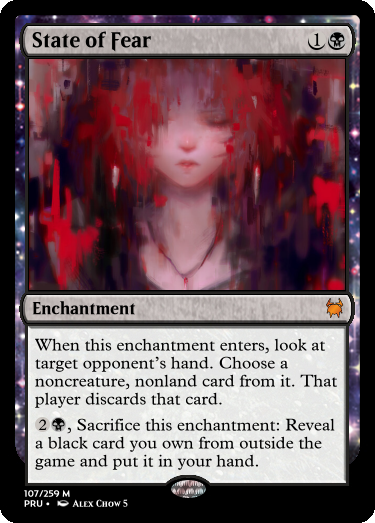 State of Fear 1
Enchantment
When this enchantment enters, look at
target opponent's hand. Choose a
noncreature, nonland card from it. That
player discards that card.
2, Sacrifice this enchantment: Reveal
a black card you own from outside the
game and put it in your hand.
107/259 M
PRU • Alex Chow 5